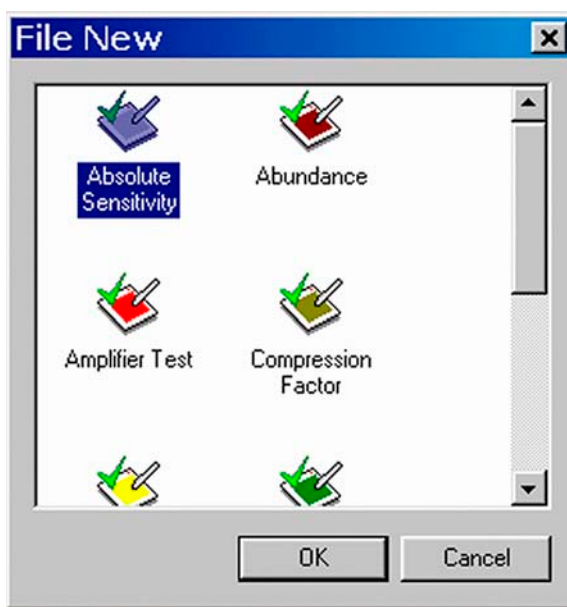 File New
Absolute
Sensitivity
Abundance
Amplifier Test
Compression
Factor
OK
Cancel